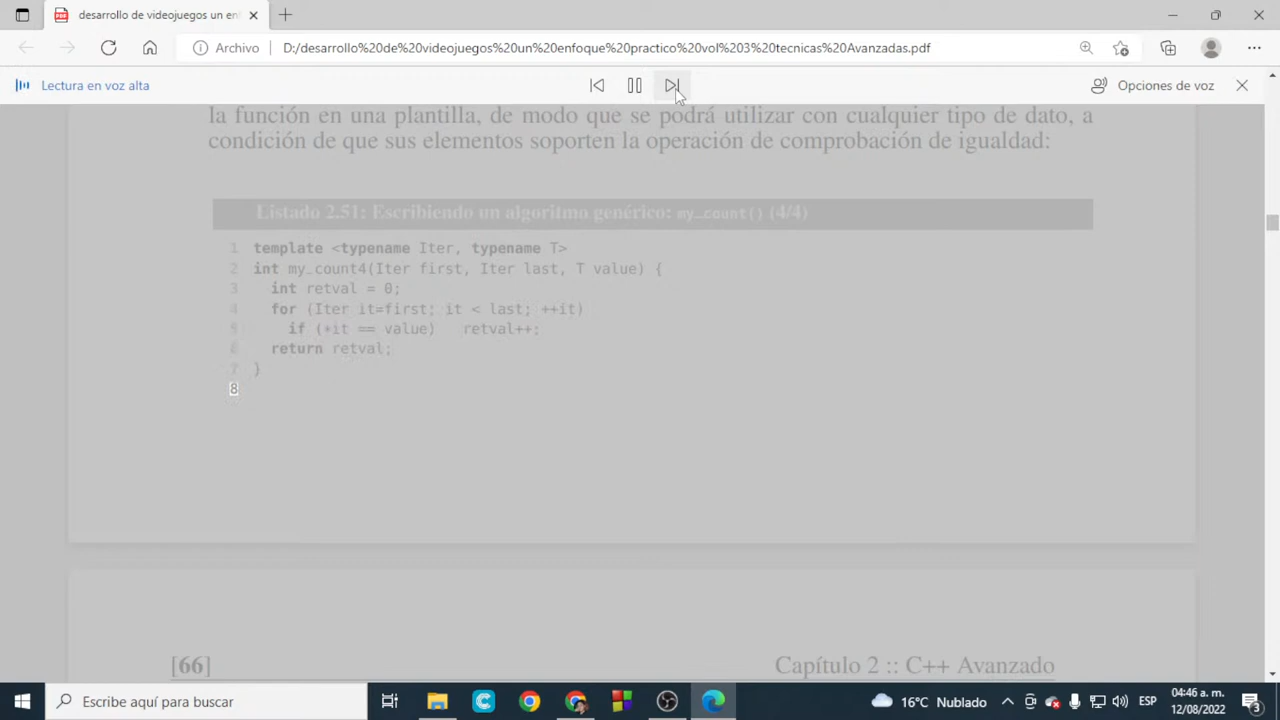 desarrollo de videojuegos un en
Archivo
D:/desarrollo%20de%20videojuegos%20un%20enfoque%20practico%20vol%203%20tecnicas%20Avanzadas.pdf
Lectura en voz alta
Opciones de voz
la función en una plantilla, de modo que se podrá utilizar con cualquier tipo de dato, a
condición de que sus elementos soporten la operación de comprobación de igualdad:
Listado 2.51: Escribiendo un algoritmo genérico: my_count() (4/4)
1 template <typename Iter, typename T>
2 int my_count4(Iter first, Iter last, T value) {
3 int retval = 0;
4 for (Iter it=first; it < last; ++it)
5 if (*it == value) retval++;
6 return retval;
7 }
8
[66]
Capítulo 2 :: C++ Avanzado
Escribe aquí para buscar
16°C Nublado
ESP
04:46 a. m.
12/08/2022
3